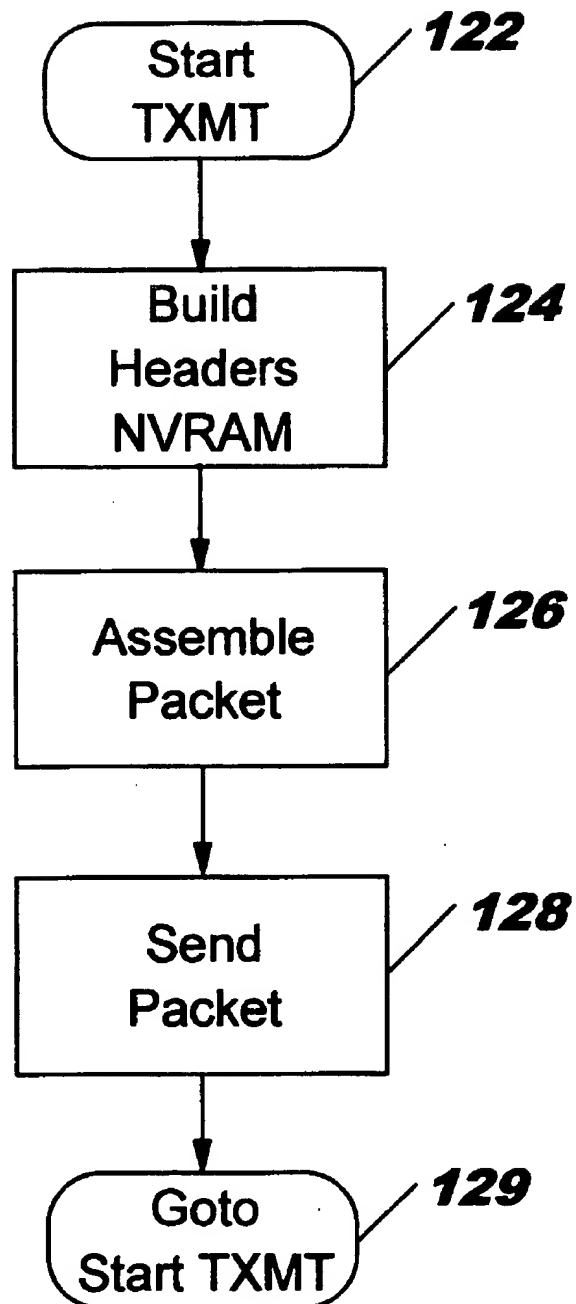 122
Start
TXMT
124
Build
Headers
NVRAM
126
Assemble
Packet
128
Send
Packet
129
Goto
Start TXMT